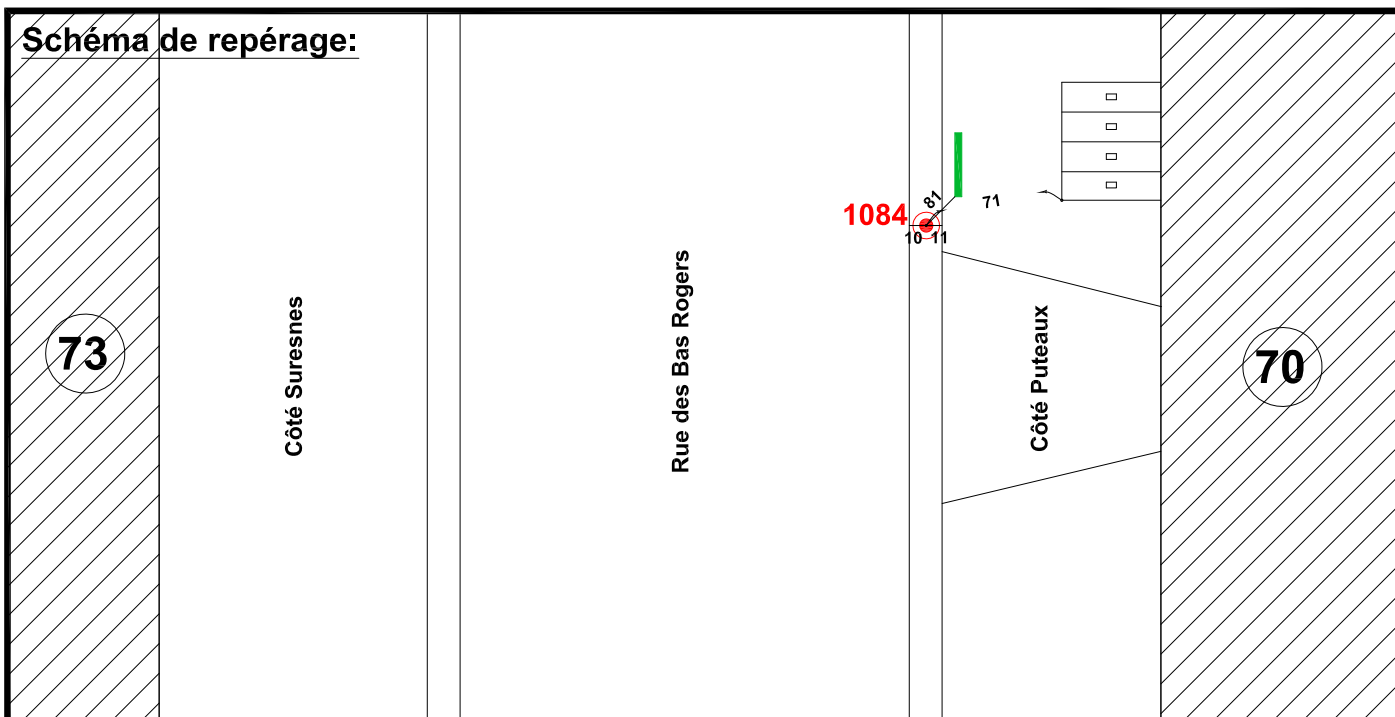 Schéma de repérage:
1084
81
71
10 11
73
Côté Suresnes
Rue des Bas Rogers
Côté Puteaux
70